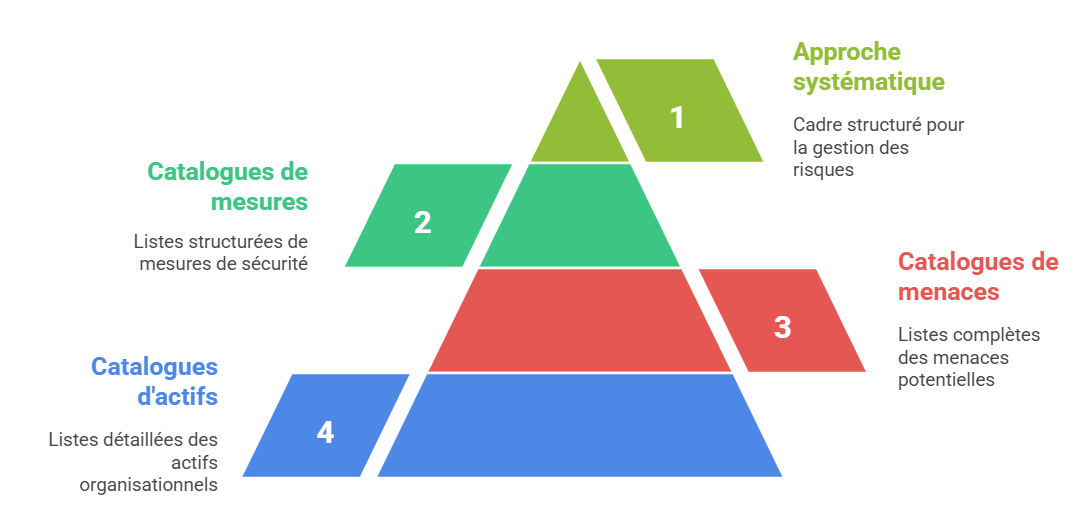 Approche
systématique
1
Cadre structuré pour
la gestion des
risques
Catalogues de
mesures
2
Listes structurées de
mesures de sécurité
Catalogues de
menaces
3
Listes complètes
des menaces
potentielles
Catalogues
d'actifs
4
Listes détaillées des
actifs
organisationnels